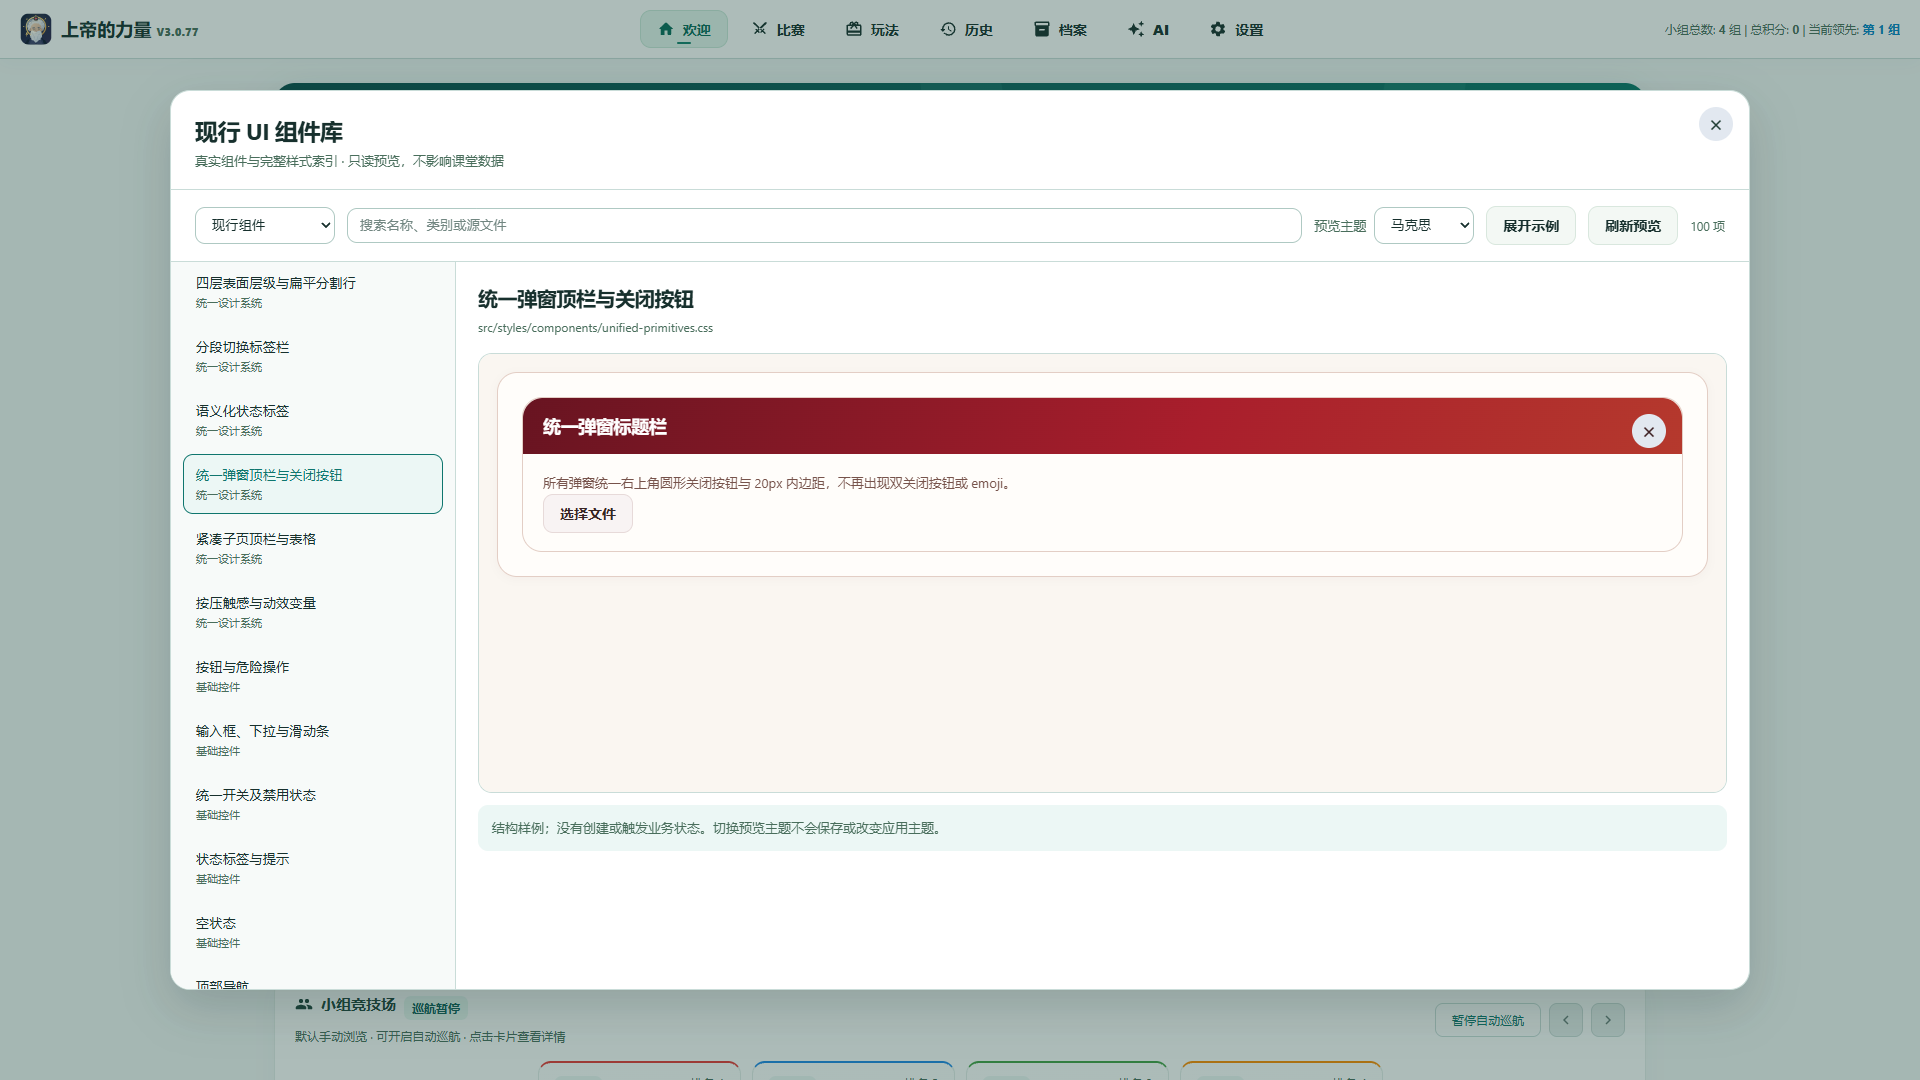 上帝的力量 V3.0.77
欢迎
比赛
玩法
历史
档案
AI
设置
小组总数: 4 组 | 总积分: 0 | 当前领先: 第 1 组
现行 UI 组件库
真实组件与完整样式索引 · 只读预览，不影响课堂数据
现行组件
搜索名称、类别或源文件
预览主题
马克思
展开示例
刷新预览
100 项
四层表面层级与扁平分割行
统一设计系统
分段切换标签栏
统一设计系统
语义化状态标签
统一设计系统
统一弹窗顶栏与关闭按钮
统一设计系统
紧凑子页顶栏与表格
统一设计系统
按压触感与动效变量
统一设计系统
按钮与危险操作
基础控件
输入框、下拉与滑动条
基础控件
统一开关及禁用状态
基础控件
状态标签与提示
基础控件
空状态
基础控件
顶部导航
统一弹窗顶栏与关闭按钮
src/styles/components/unified-primitives.css
统一弹窗标题栏
所有弹窗统一右上角圆形关闭按钮与 20px 内边距，不再出现双关闭按钮或 emoji。
选择文件
结构样例；没有创建或触发业务状态。切换预览主题不会保存或改变应用主题。
小组竞技场
巡航暂停
默认手动浏览 · 可开启自动巡航 · 点击卡片查看详情
暂停自动巡航